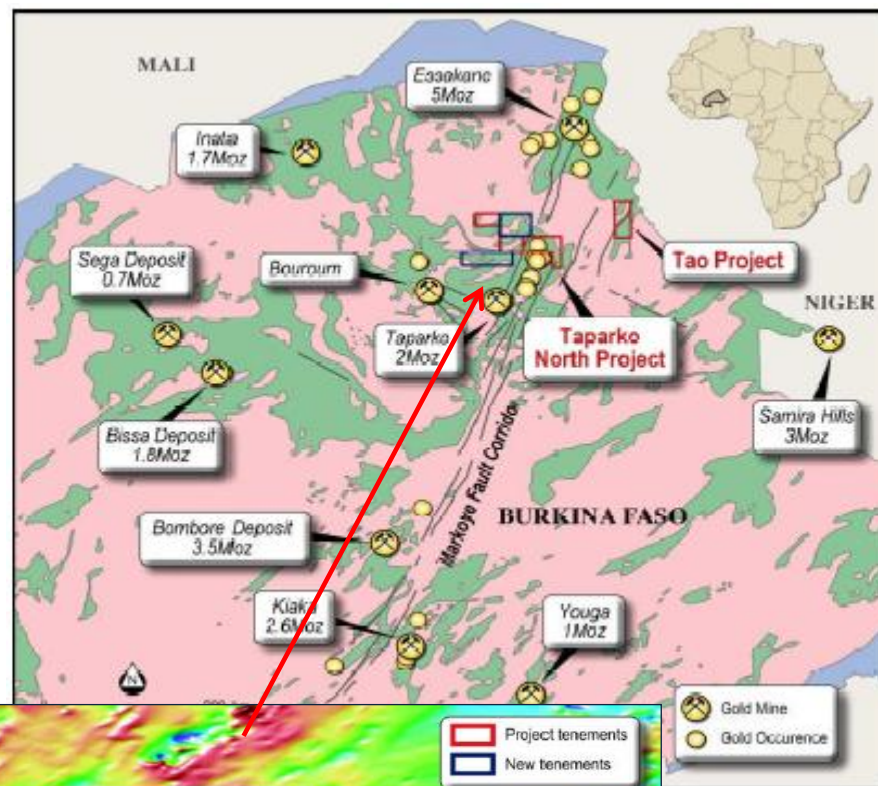 MALI
Essakane
5Moz
Inata
1.7Moz
Sega Deposit
0.7Moz
Bouroum
Tao Project
NIGER
Taparko
2Moz
Taparko
North Project
Bissa Deposit
1.8Moz
Samira Hills
3Moz
Markoye Fault Corridor
BURKINA FASO
Bombore Deposit
3.5Moz
Kiaka
2.6Moz
Youga
1Moz
N
Gold Mine
Gold Occurence
Project tenements
New tenements